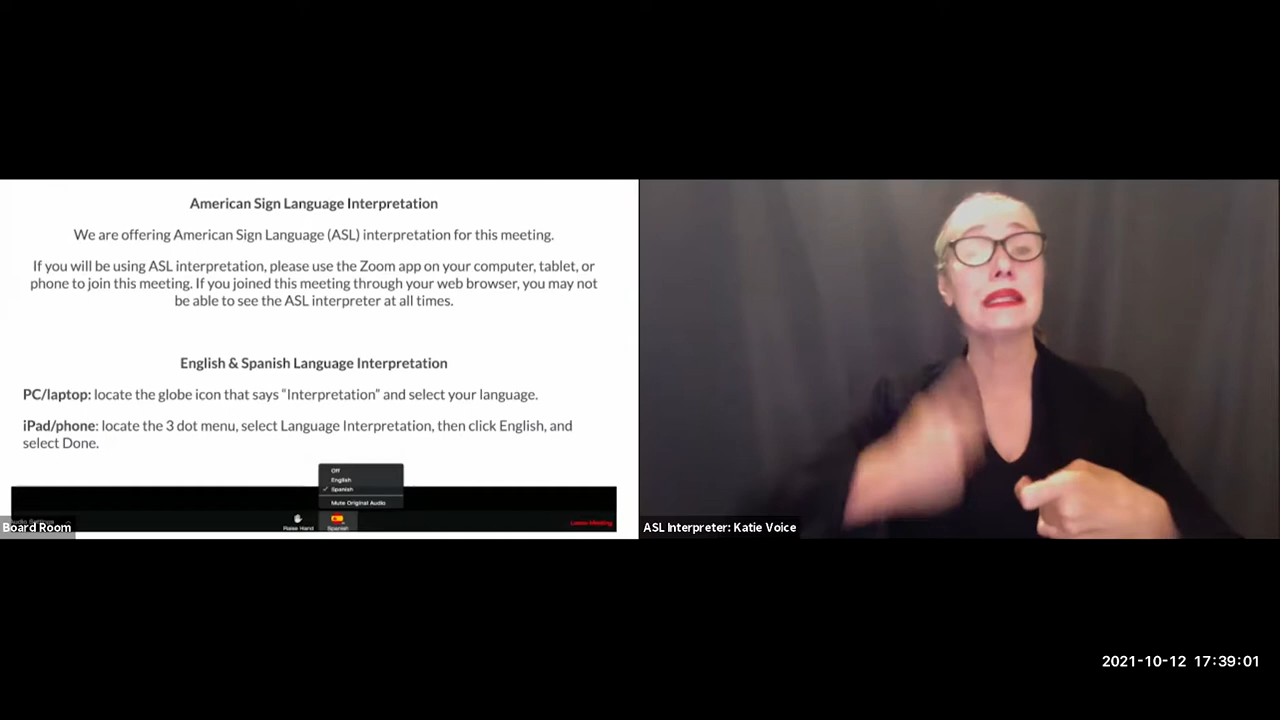 American Sign Language Interpretation
We are offering American Sign Language (ASL) interpretation for this meeting.
If you will be using ASL interpretation, please use the Zoom app on your computer, tablet, or
phone to join this meeting. If you joined this meeting through your web browser, you may not
be able to see the ASL interpreter at all times.
English & Spanish Language Interpretation
PC/laptop: locate the globe icon that says “Interpretation” and select your language.
iPad/phone: locate the 3 dot menu, select Language Interpretation, then click English, and
select Done.
Off
English
✓ Spanish
Mute Original Audio
Raise Hand
Spanish
Leave Meeting
Board Room
ASL Interpreter: Katie Voice
2021-10-12 17:39:01